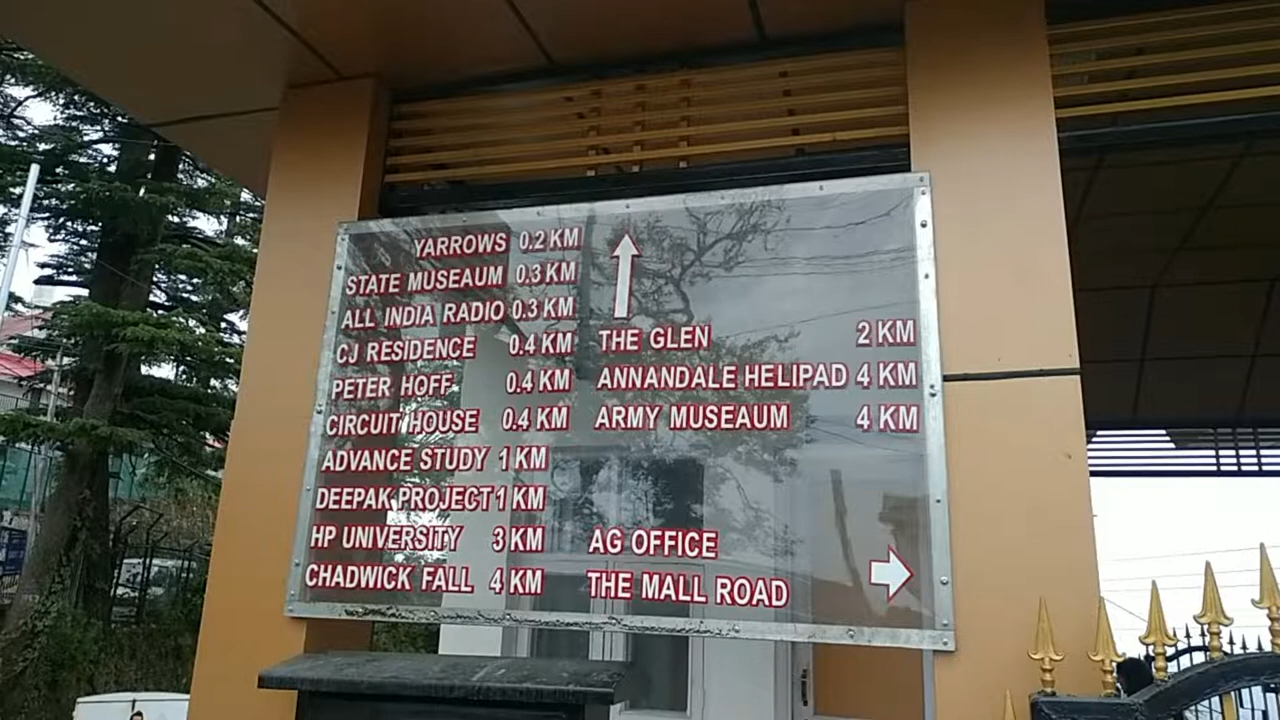 YARROWS 0.2 KM
STATE MUSEAUM 0.3 KM
ALL INDIA RADIO 0.3 KM
CJ RESIDENCE 0.4 KM
PETER HOFF 0.4 KM
CIRCUIT HOUSE 0.4 KM
ADVANCE STUDY 1 KM
DEEPAK PROJECT 1 KM
HP UNIVERSITY 3 KM
CHADWICK FALL 4 KM
THE GLEN 2 KM
ANNANDALE HELIPAD 4 KM
ARMY MUSEAUM 4 KM
AG OFFICE
THE MALL ROAD